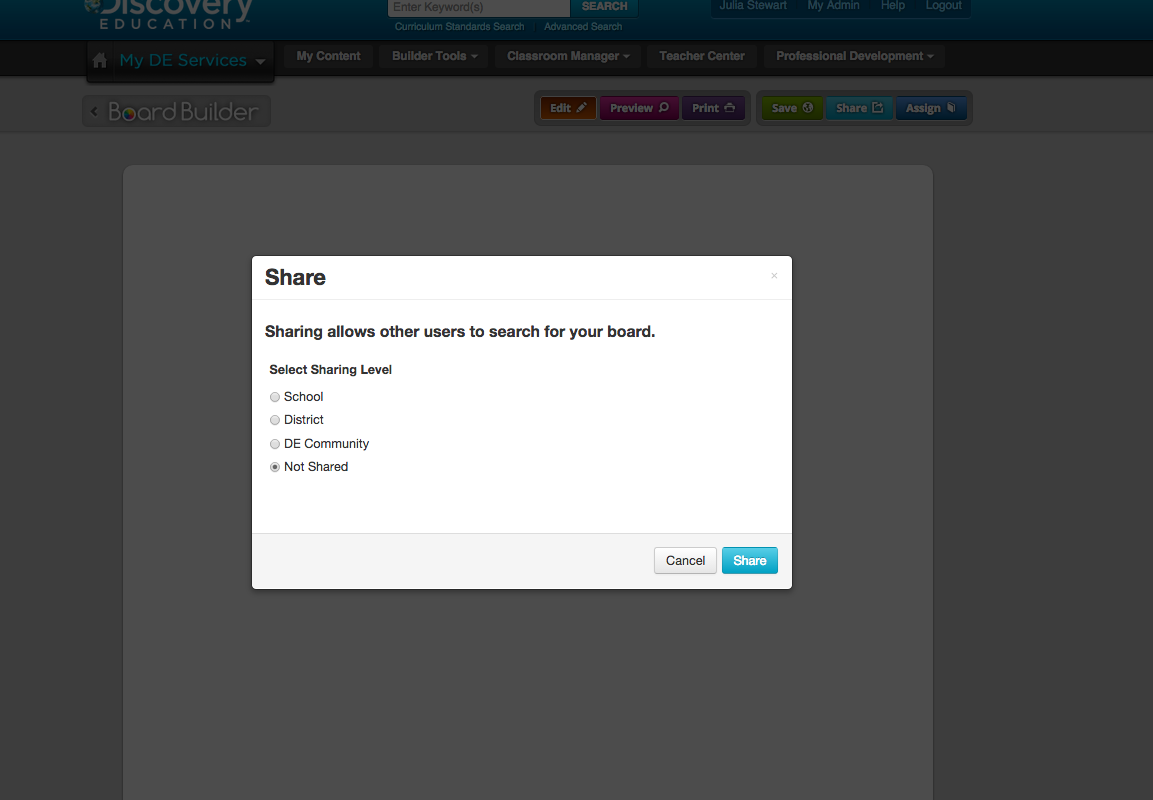 Discovery
EDUCATION™
Enter Keyword(s)
SEARCH
Julia Stewart
My Admin
Help
Logout
Curriculum Standards Search
Advanced Search
My DE Services
My Content
Builder Tools
Classroom Manager
Teacher Center
Professional Development
Board Builder
Edit
Preview
Print
Save
Share
Assign
Share
×
Sharing allows other users to search for your board.
Select Sharing Level
School
District
DE Community
Not Shared
Cancel
Share